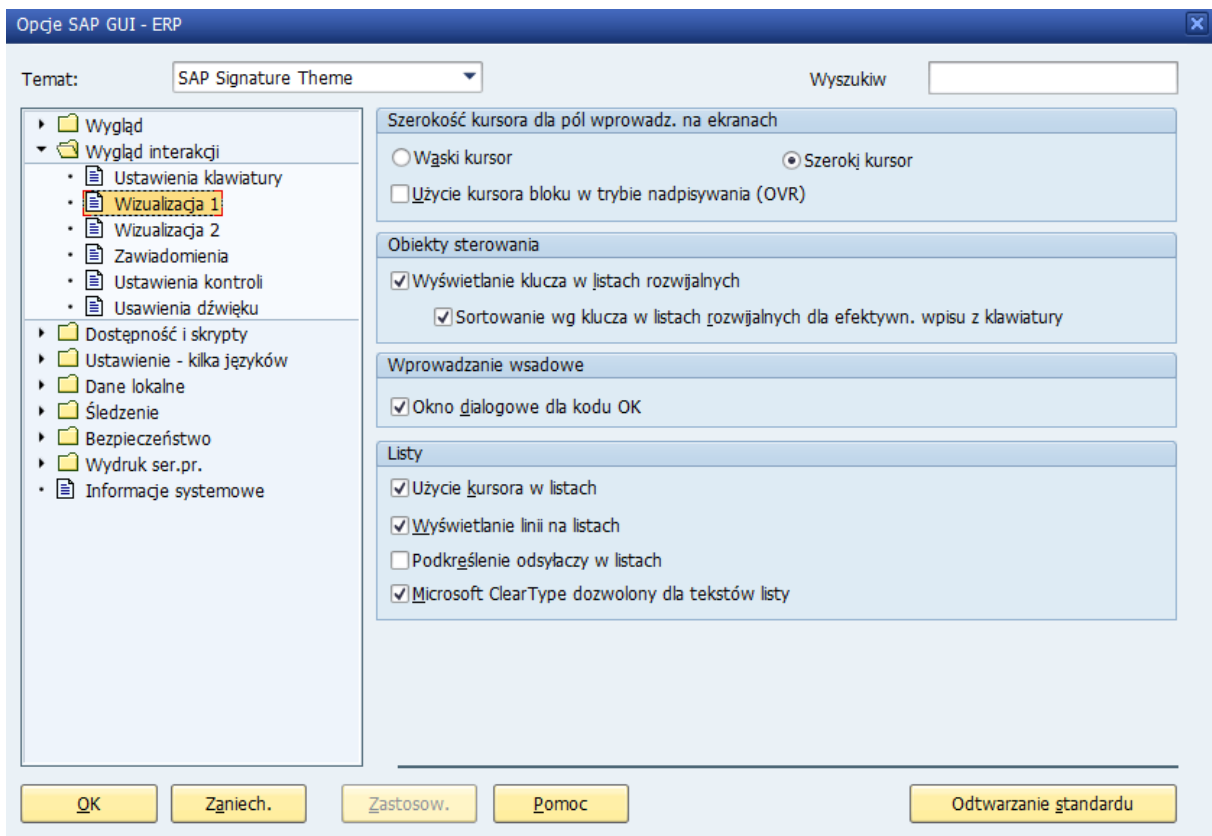 Opcje SAP GUI - ERP
Temat: SAP Signature Theme Wyszukiw
Wygląd
Wygląd interakcji
Ustawienia klawiatury
Wizualizacja 1
Wizualizacja 2
Zawiadomienia
Ustawienia kontroli
Usawienia dźwięku
Dostępność i skrypty
Ustawienie - kilka języków
Dane lokalne
Śledzenie
Bezpieczeństwo
Wydruk ser.pr.
Informacje systemowe
Szerokość kursora dla pól wprowadz. na ekranach
Wąski kursor Szeroki kursor
Użycie kursora bloku w trybie nadpisywania (OVR)
Obiekty sterowania
Wyświetlanie klucza w listach rozwijalnych
Sortowanie wg klucza w listach rozwijalnych dla efektywn. wpisu z klawiatury
Wprowadzanie wsadowe
Okno dialogowe dla kodu OK
Listy
Użycie kursora w listach
Wyświetlanie linii na listach
Podkreślenie odsyłaczy w listach
Microsoft ClearType dozwolony dla tekstów listy
OK Zaniech. Zastosow. Pomoc Odtwarzanie standardu